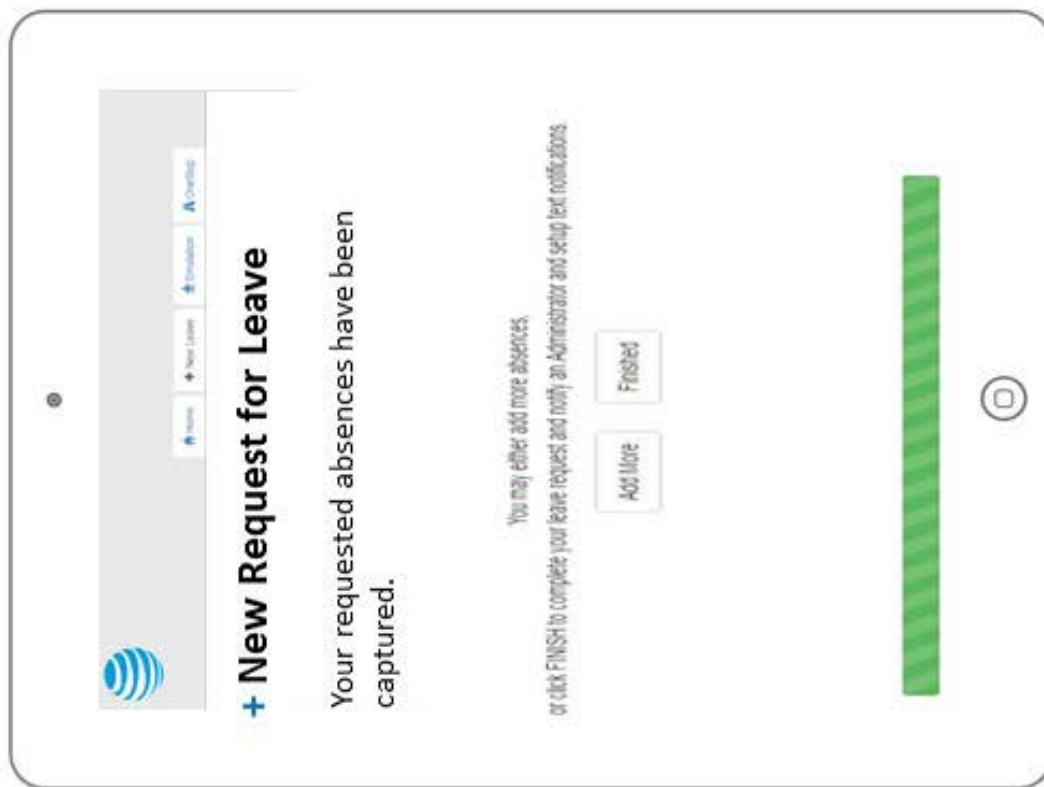 Home
New Leave
Emulation
OneStop
+ New Request for Leave
Your requested absences have been
captured.
You may either add more absences,
or click FINISH to complete your leave request and notify an Administrator and setup text notifications.
Add More
Finished